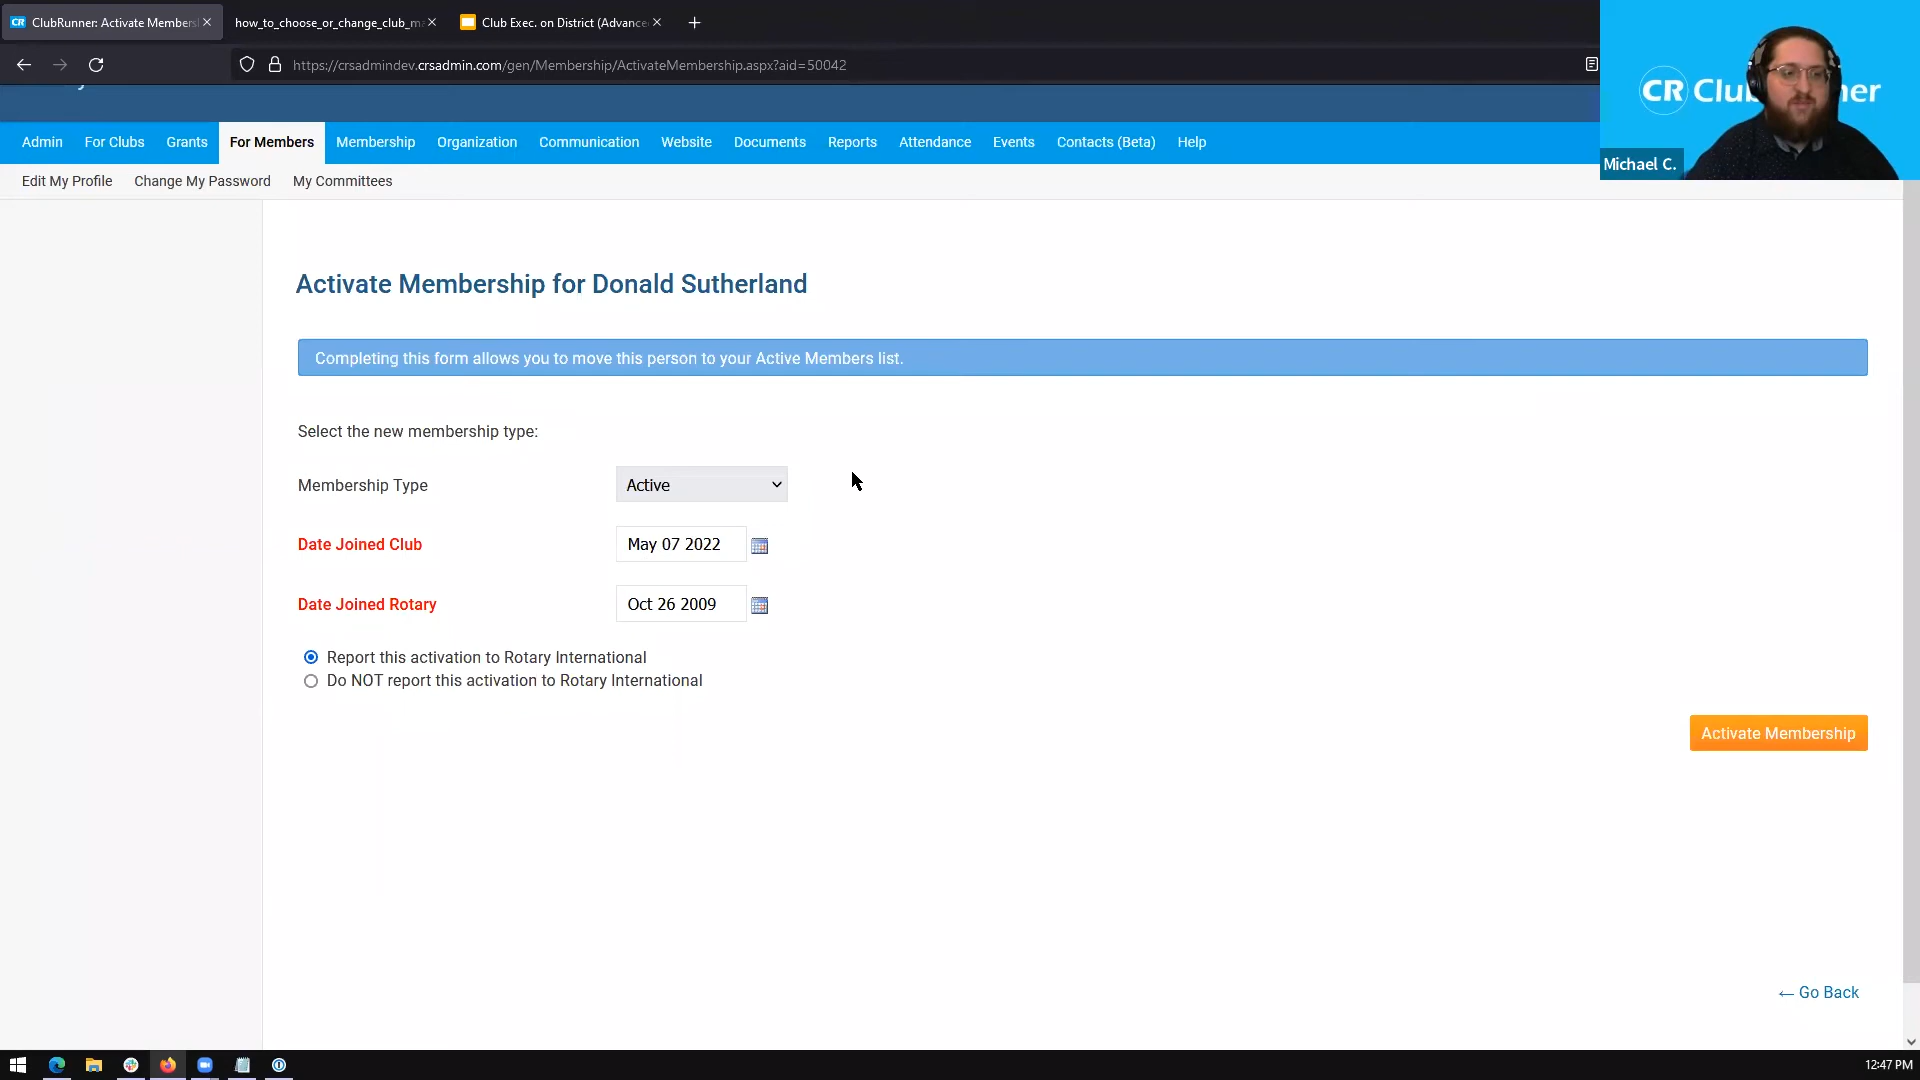 ClubRunner: Activate Members
how_to_choose_or_change_club_m
Club Exec. on District (Advance
https://crsadmindev.crsadmin.com/gen/Membership/ActivateMembership.aspx?aid=50042
CR Clu ner
Michael C.
Admin For Clubs Grants For Members Membership Organization Communication Website Documents Reports Attendance Events Contacts (Beta) Help
Edit My Profile Change My Password My Committees
Activate Membership for Donald Sutherland
Completing this form allows you to move this person to your Active Members list.
Select the new membership type:
Membership Type Active
Date Joined Club May 07 2022
Date Joined Rotary Oct 26 2009
Report this activation to Rotary International
Do NOT report this activation to Rotary International
Activate Membership
← Go Back
12:47 PM